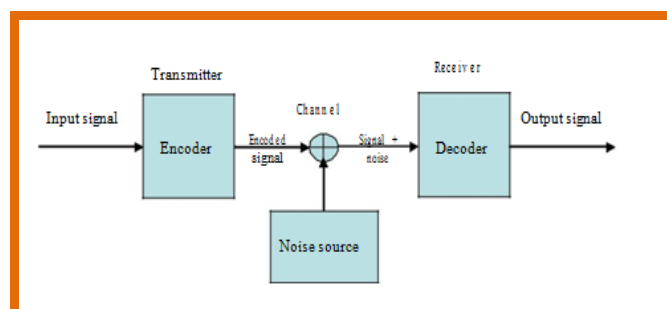 Transmitter
Receiver
Channel
Input signal
Output signal
Encoder
Encoded
signal
Signal +
noise
Decoder
Noise source